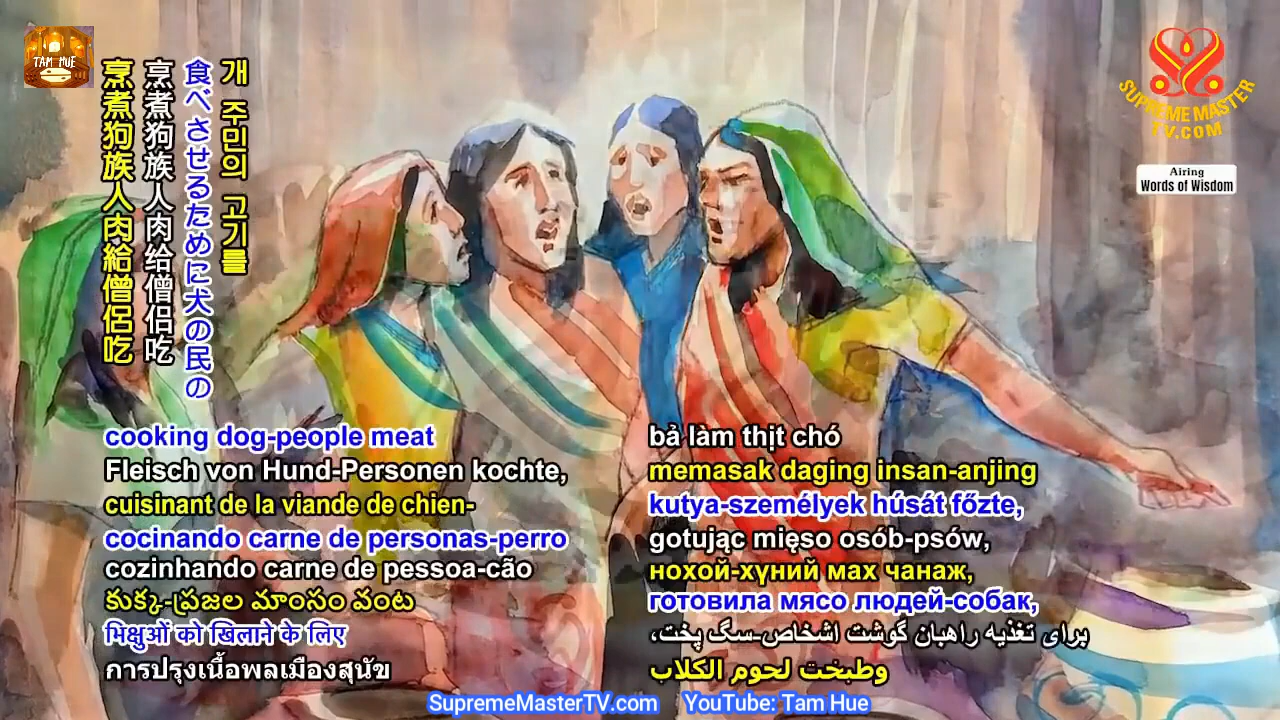 TAM HUE
SUPREME MASTER
TV.COM
Airing
Words of Wisdom
개 주민의 고기를
食べさせるために犬の民の
烹煮狗族人肉给僧侣吃
烹煮狗族人肉給僧侶吃
cooking dog-people meat
Fleisch von Hund-Personen kochte,
cuisinant de la viande de chien-
cocinando carne de personas-perro
cozinhando carne de pessoa-cão
కుక్క-ప్రజల మాంసం వంట
भिक्षुओं को खिलाने के लिए
การปรุงเนื้อพลเมืองสุนัข
bả làm thịt chó
memasak daging insan-anjing
kutya-személyek húsát főzte,
gotując mięso osób-psów,
нохой-хүний мах чанаж,
готовила мясо людей-собак,
برای تغذیه راهبان گوشت اشخاص-سگ پخت،
وطبخت لحوم الكلاب
SupremeMasterTV.com YouTube: Tam Hue